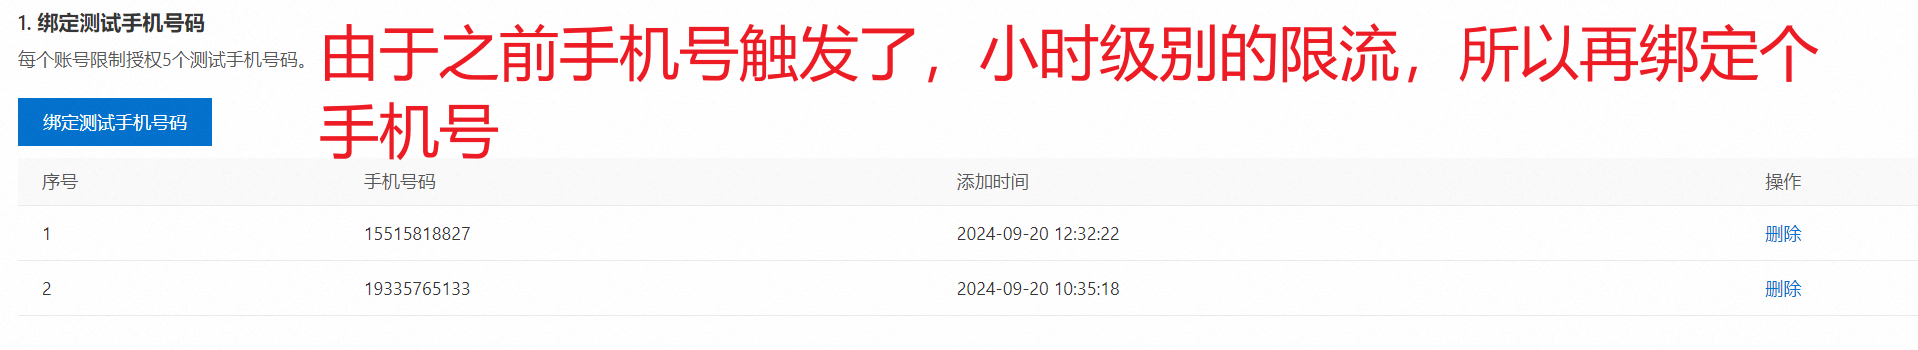 1. 绑定测试手机号码
每个账号限制授权5个测试手机号码。
由于之前手机号触发了，小时级别的限流，所以再绑定个
手机号
绑定测试手机号码
序号 手机号码 添加时间 操作
1 15515818827 2024-09-20 12:32:22 删除
2 19335765133 2024-09-20 10:35:18 删除